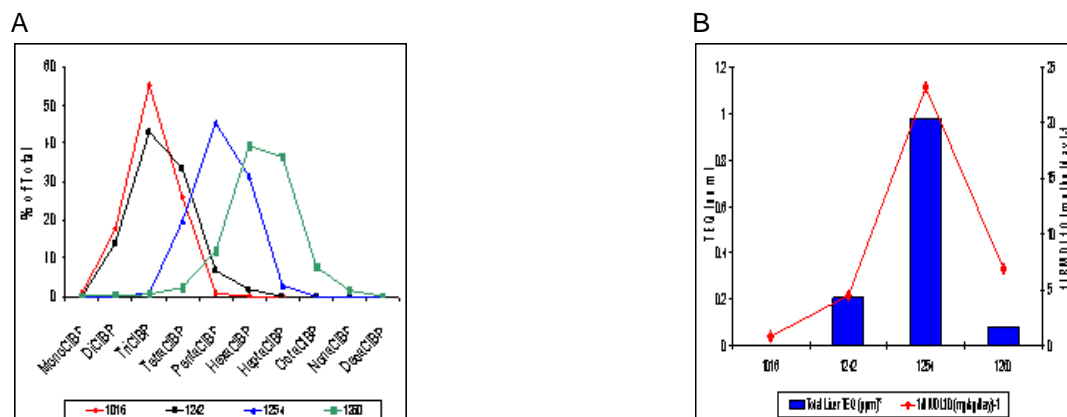 A
B
60
50
40
30
20
10
0
% of Total
MonoClBP
DiClBP
TriClBP
TetraClBP
PentaClBP
HexaClBP
HeptaClBP
OctaClBP
NonaClBP
DecaClBP
1016
1242
1254
1260
1.2
1
0.8
0.6
0.4
0.2
0
TEQ (ppm)
25
20
15
10
5
0
1016
1242
1254
1260
Total Liver TEQ (ppm)*